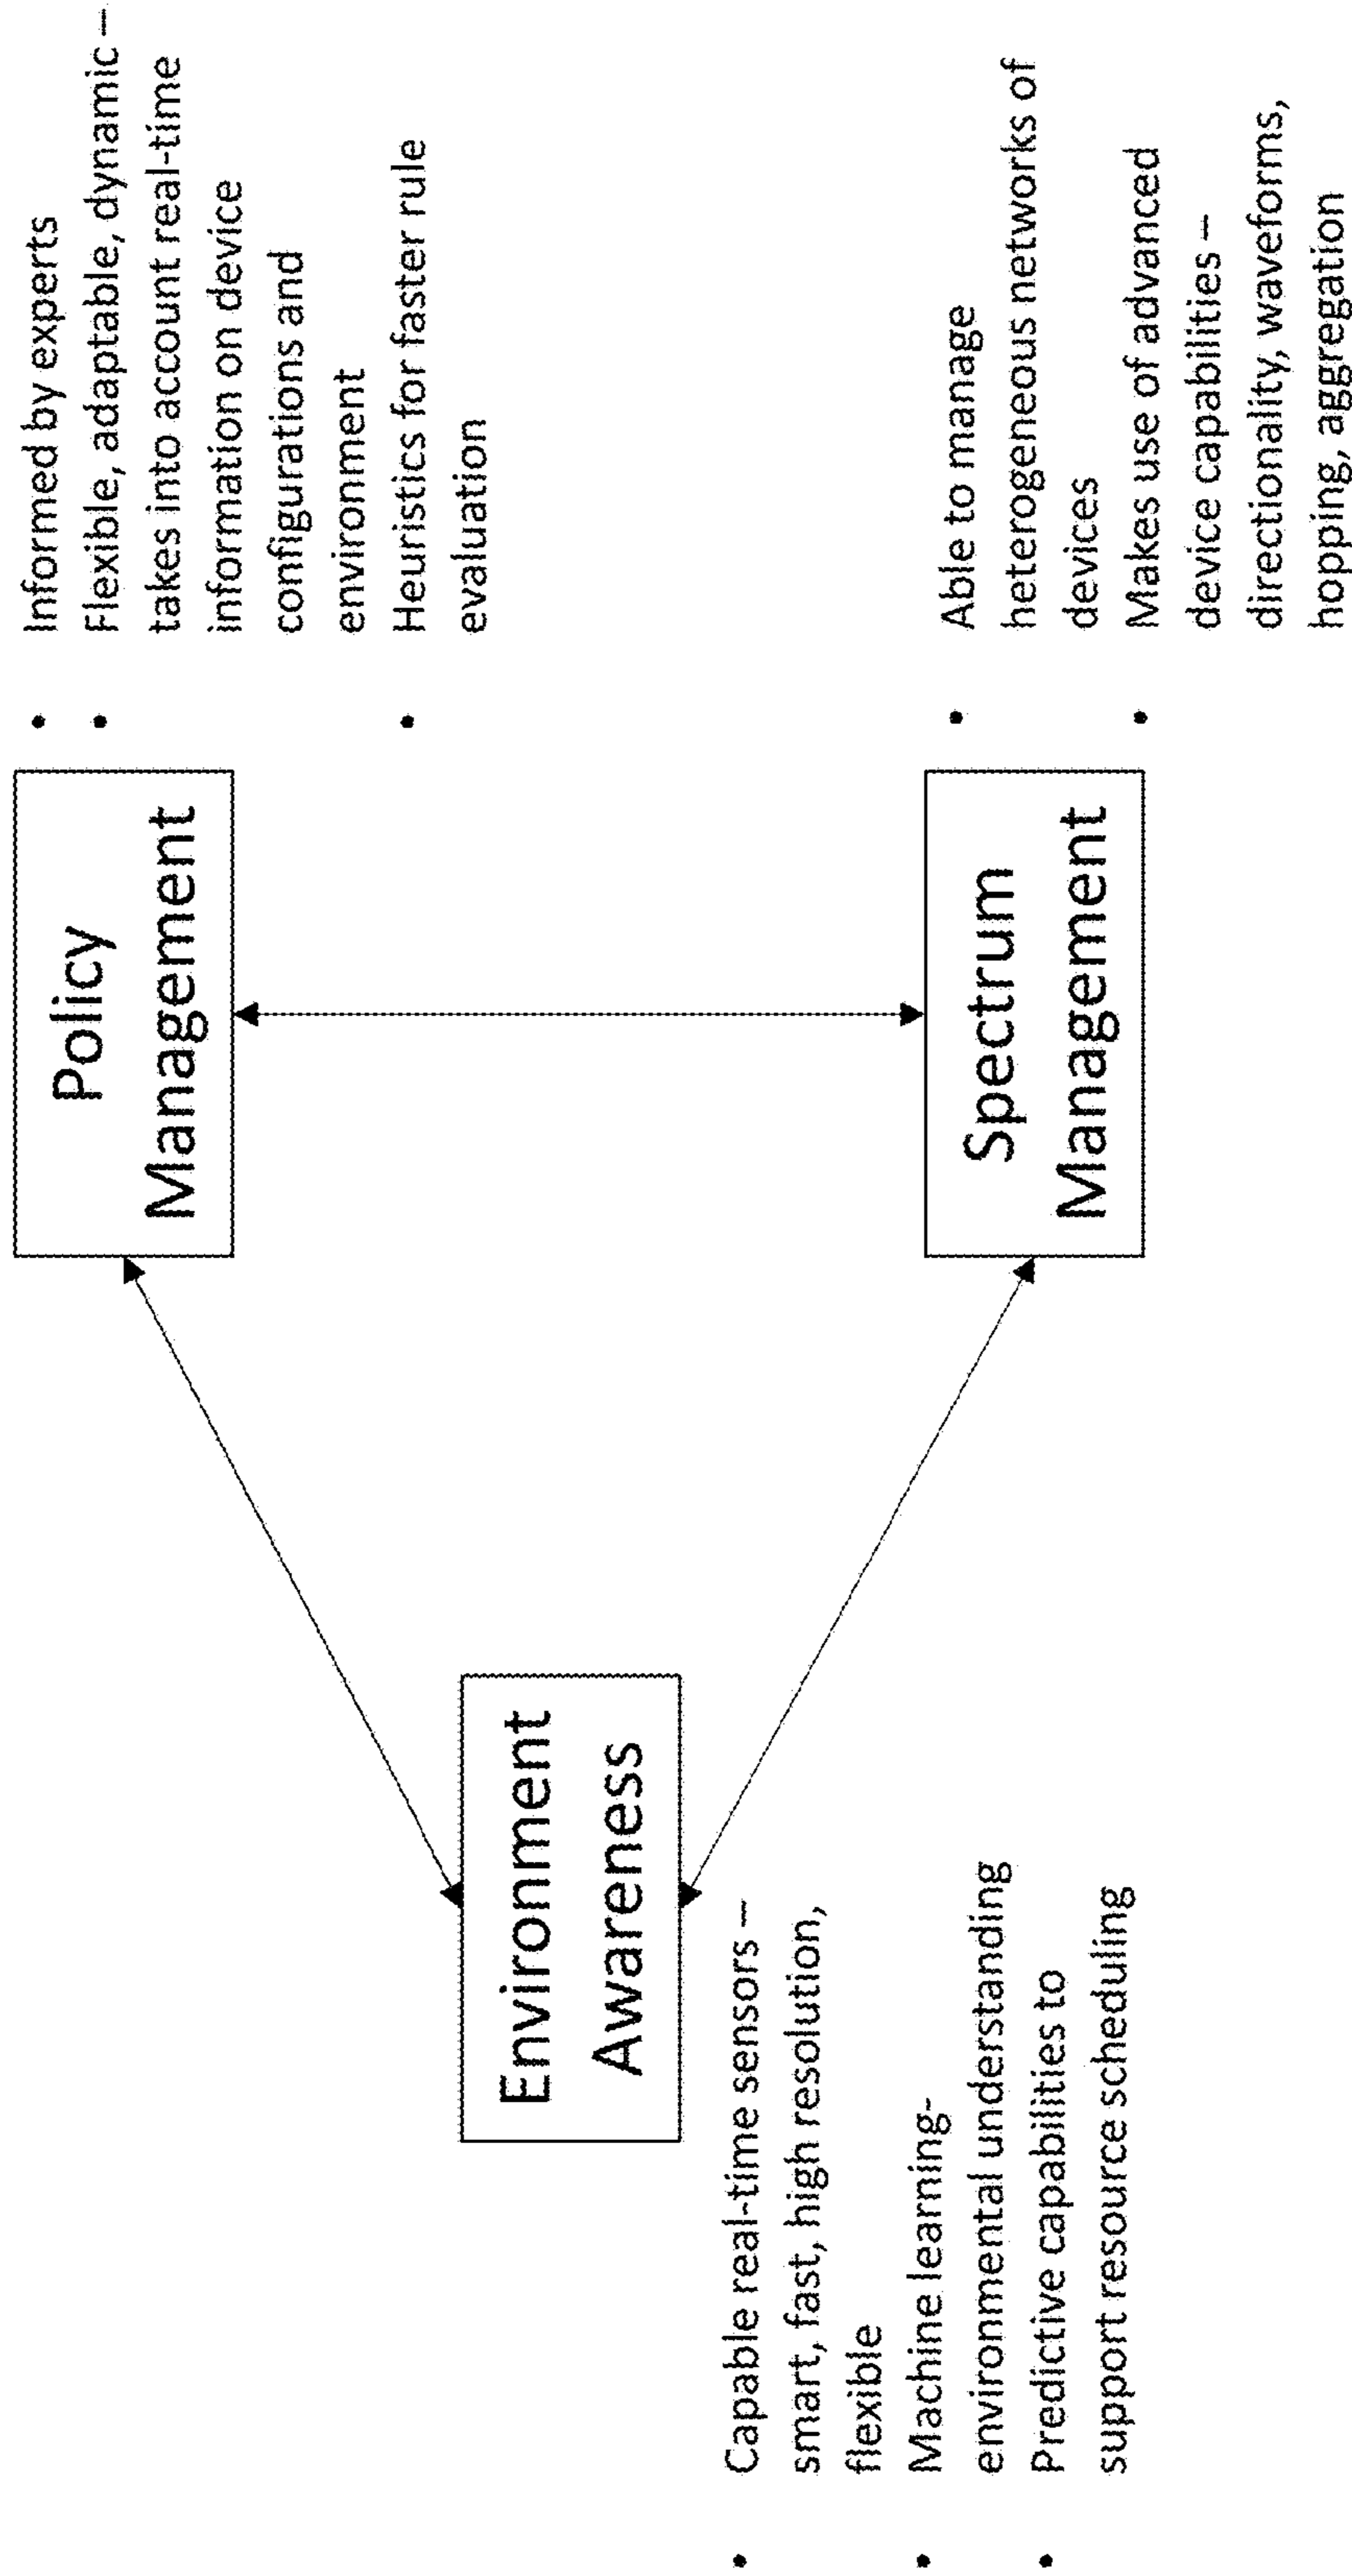 Environment
Awareness
• Capable real-time sensors –
smart, fast, high resolution,
flexible
• Machine learning-
environmental understanding
• Predictive capabilities to
support resource scheduling
Policy
Management
• Informed by experts
• Flexible, adaptable, dynamic –
takes into account real-time
information on device
configurations and
environment
• Heuristics for faster rule
evaluation
Spectrum
Management
• Able to manage
heterogeneous networks of
devices
• Makes use of advanced
device capabilities –
directionality, waveforms,
hopping, aggregation